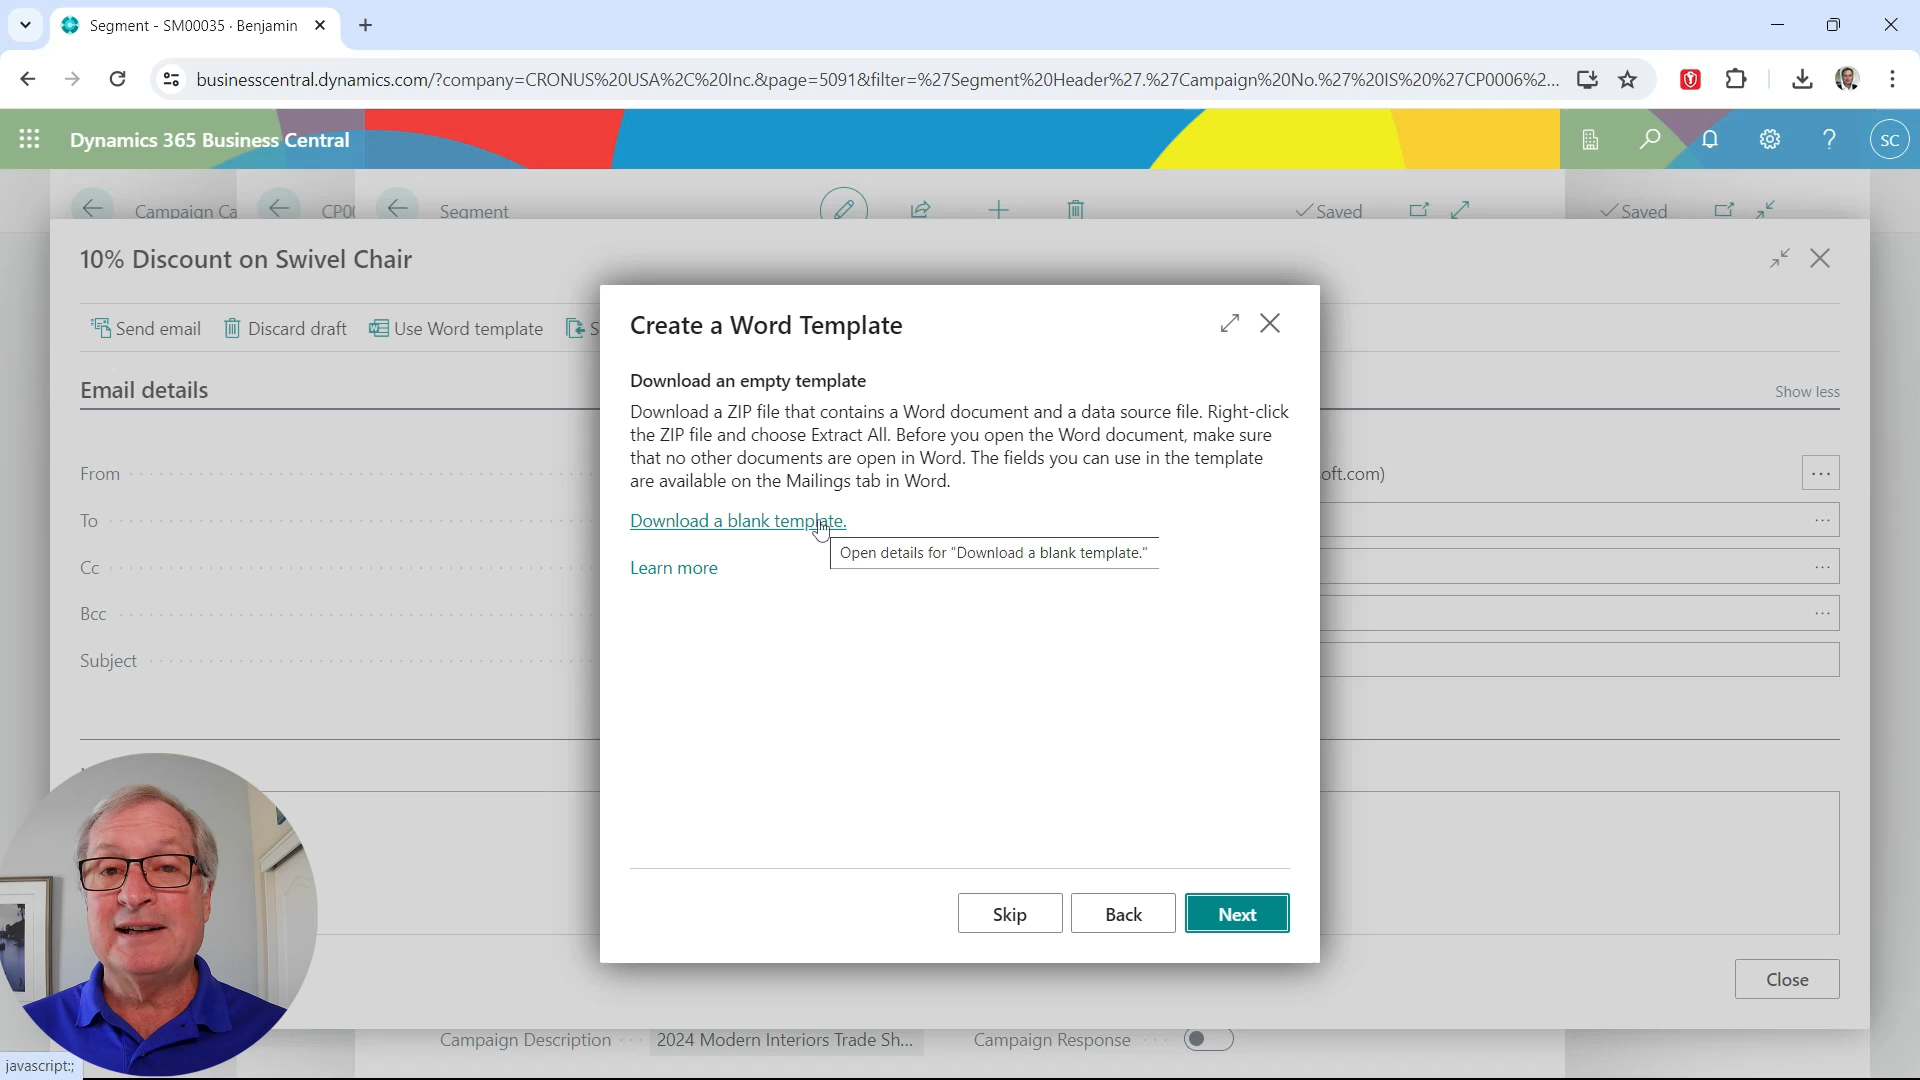 Segment - SM00035 · Benjamin
businesscentral.dynamics.com/?company=CRONUS%20USA%2C%20Inc.&page=5091&filter=%27Segment%20Header%27.%27Campaign%20No.%27%20IS%20%27CP0006%2...
Dynamics 365 Business Central
SC
Campaign Ca
CP00
Segment
Saved
Saved
10% Discount on Swivel Chair
Send email
Discard draft
Use Word template
S
Create a Word Template
Email details
Show less
Download an empty template
Download a ZIP file that contains a Word document and a data source file. Right-click
the ZIP file and choose Extract All. Before you open the Word document, make sure
that no other documents are open in Word. The fields you can use in the template
are available on the Mailings tab in Word.
From
oft.com)
To
Download a blank template.
Open details for "Download a blank template."
Cc
Learn more
Bcc
Subject
Skip
Back
Next
Close
Campaign Description
2024 Modern Interiors Trade Sh...
Campaign Response
javascript:;